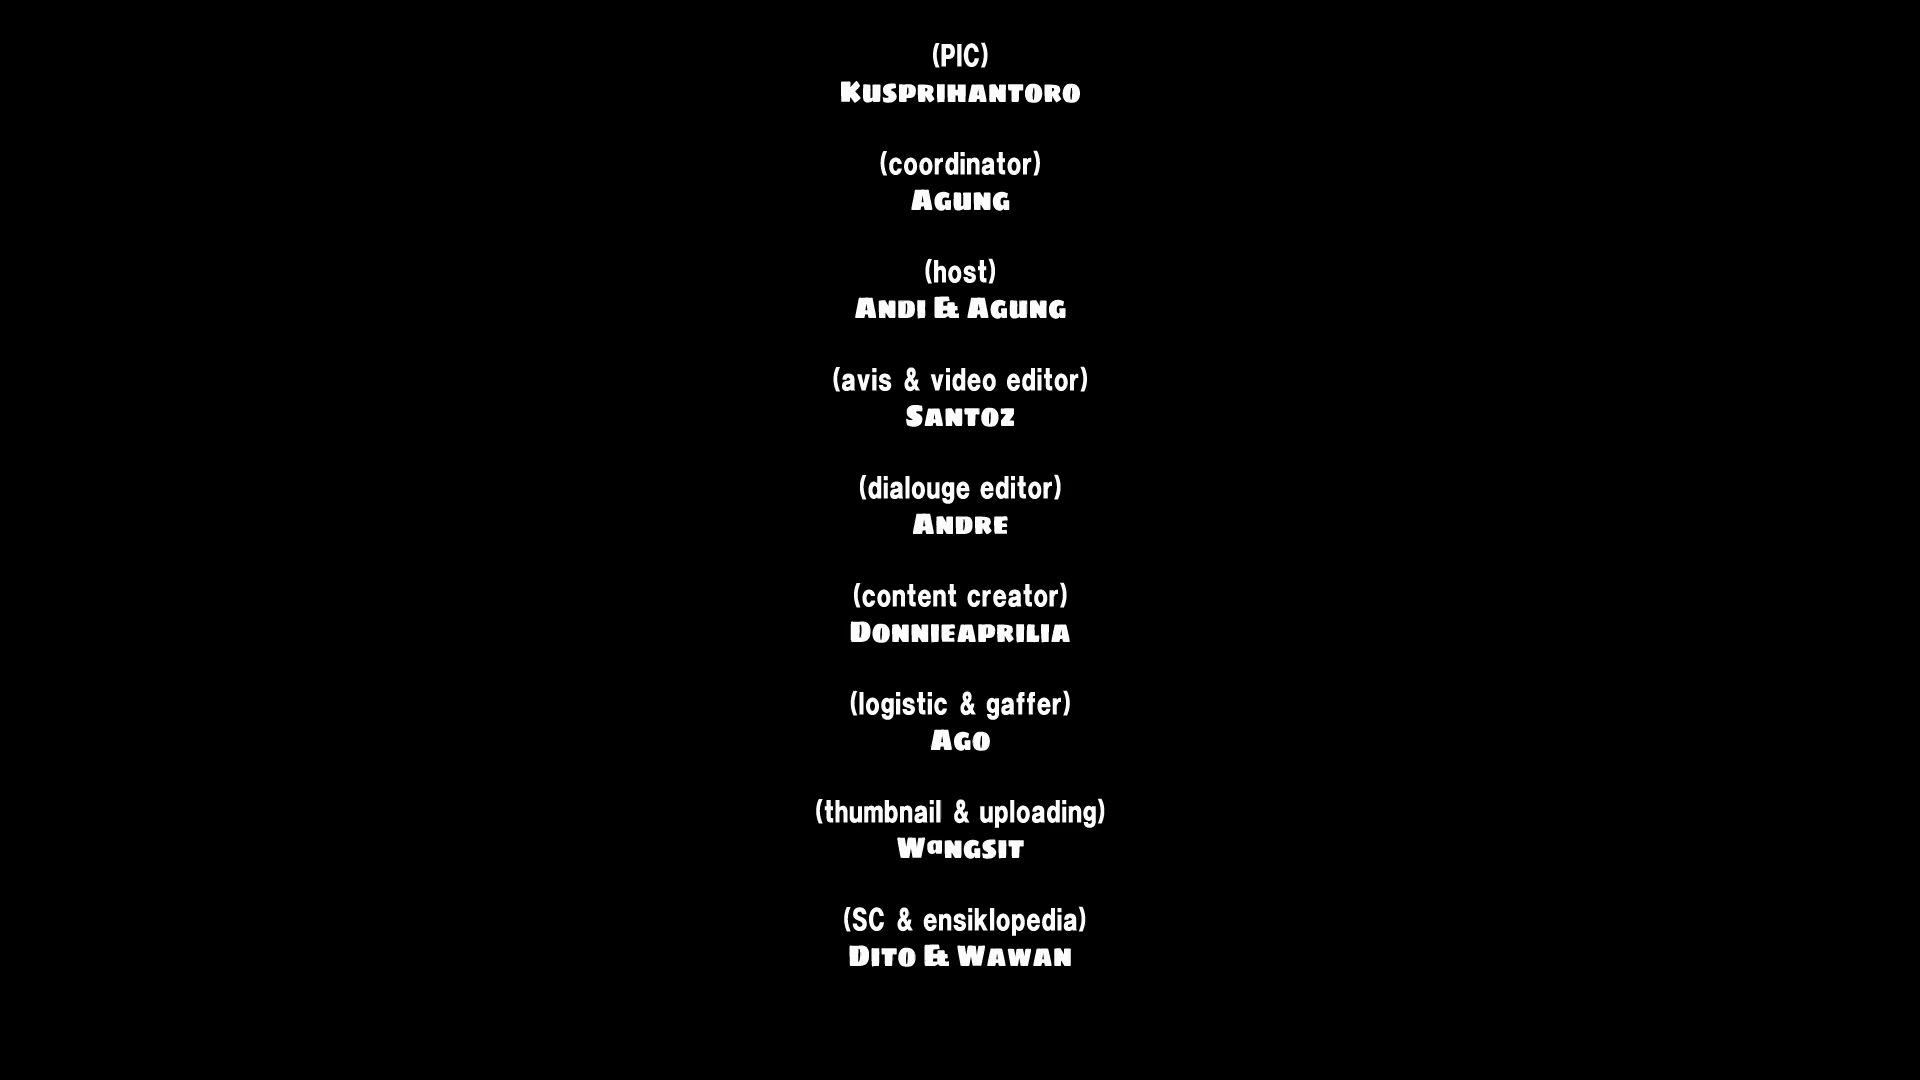 (PIC)
Kusprihantoro
(coordinator)
Agung
(host)
Andi & Agung
(avis & video editor)
Santoz
(dialouge editor)
Andre
(content creator)
Donnieaprilia
(logistic & gaffer)
Ago
(thumbnail & uploading)
Wangsit
(SC & ensiklopedia)
Dito & Wawan